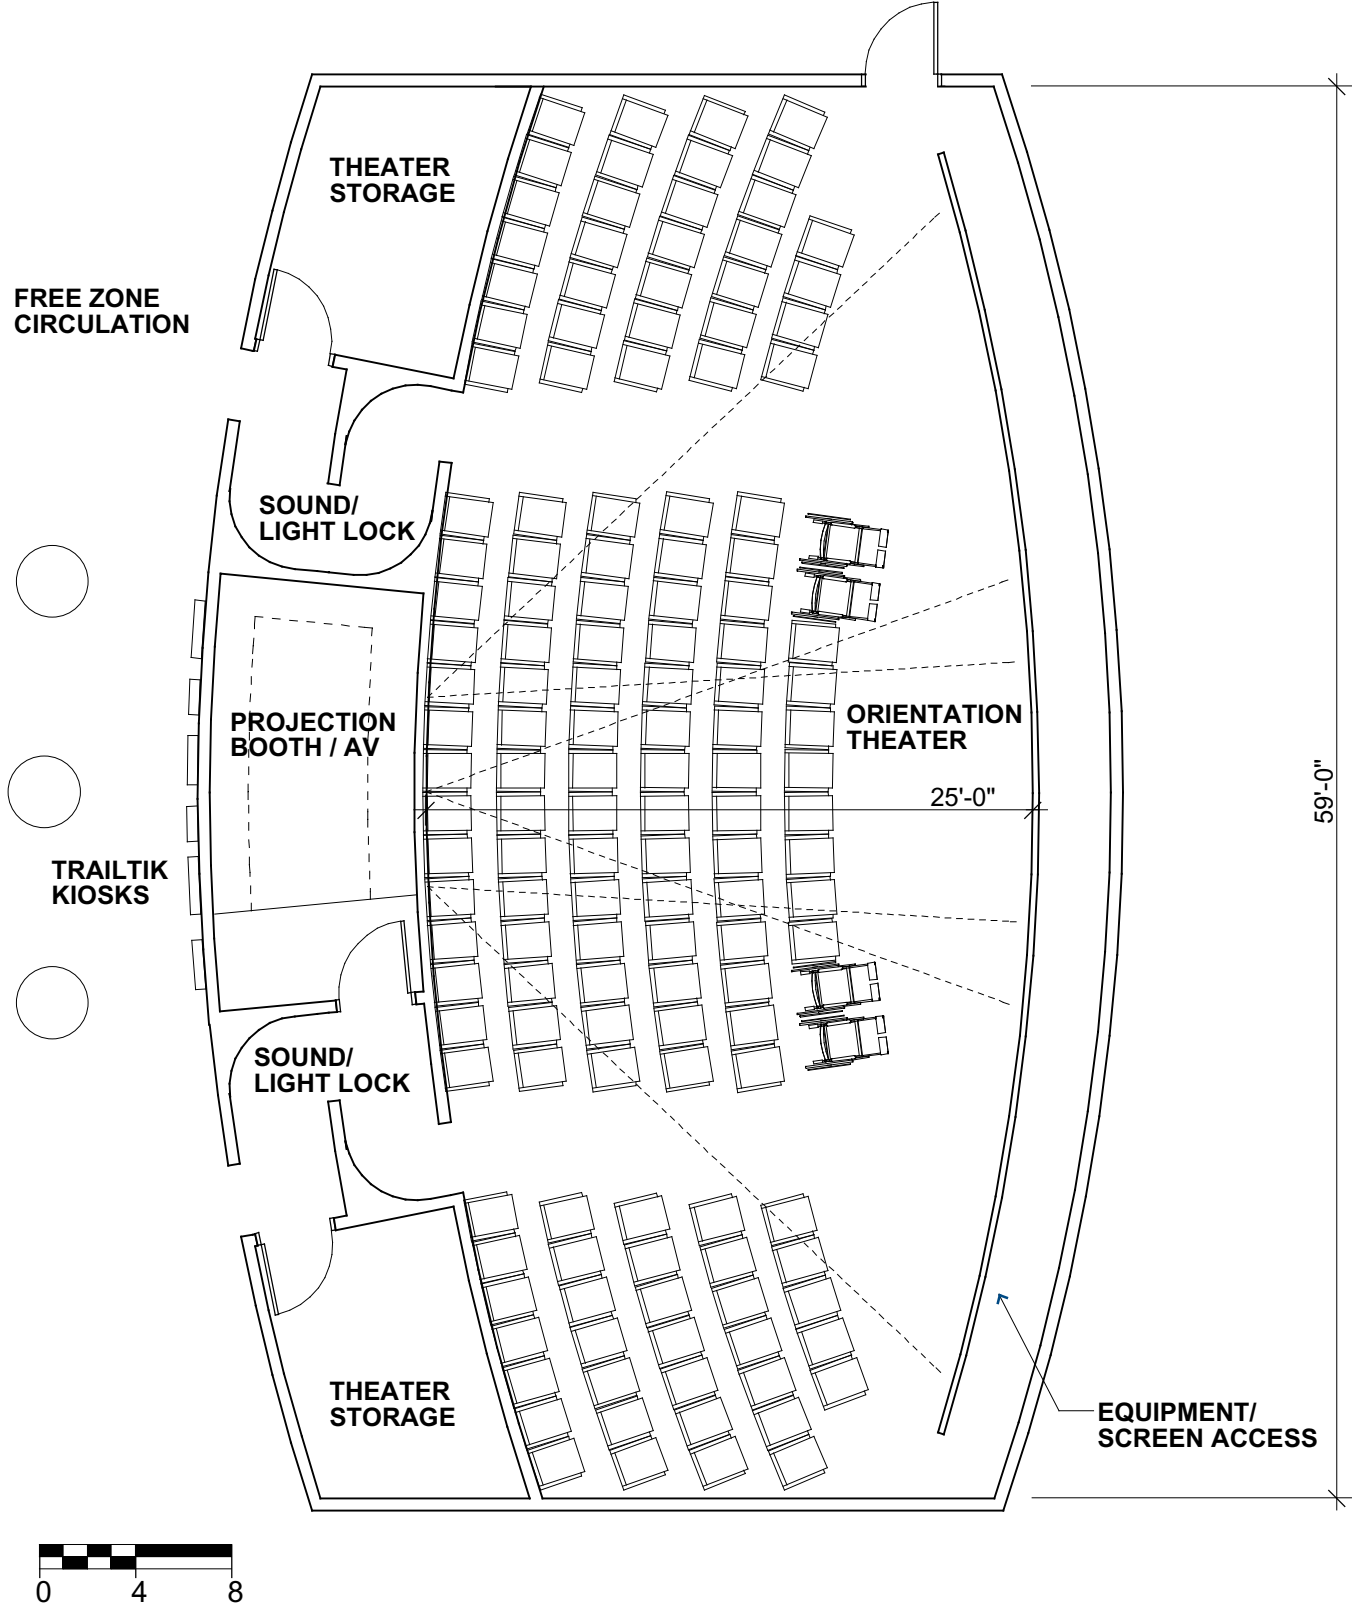 THEATER
STORAGE
FREE ZONE
CIRCULATION
SOUND/
LIGHT LOCK
PROJECTION
BOOTH / AV
ORIENTATION
THEATER
25'-0"
59'-0"
TRAILTIK
KIOSKS
SOUND/
LIGHT LOCK
THEATER
STORAGE
EQUIPMENT/
SCREEN ACCESS
0 4 8